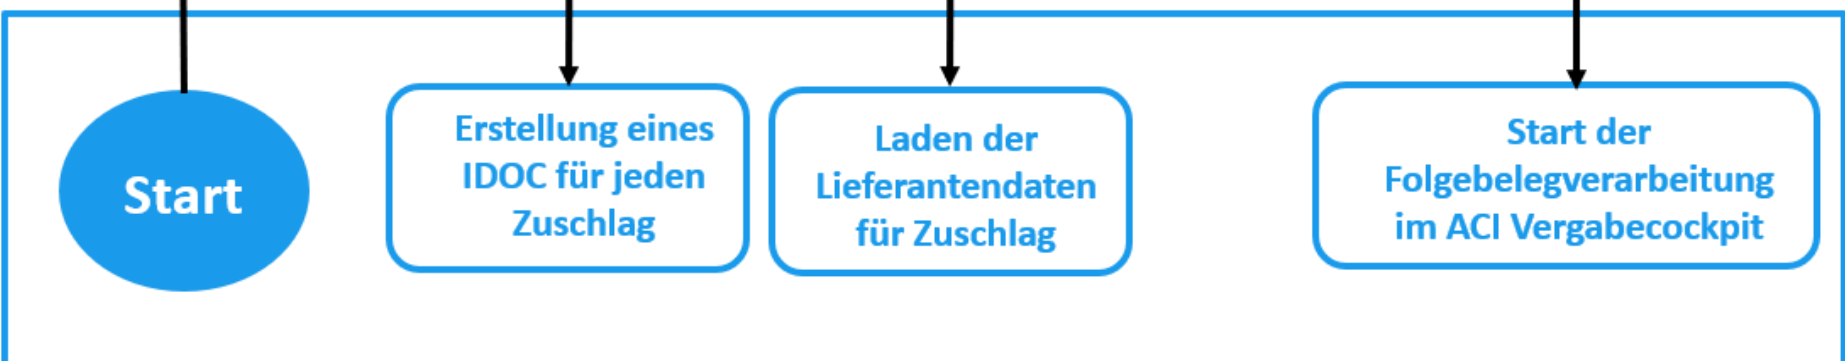 Start
Erstellung eines
IDOC für jeden
Zuschlag
Laden der
Lieferantendaten
für Zuschlag
Start der
Folgebelegverarbeitung
im ACI Vergabecockpit